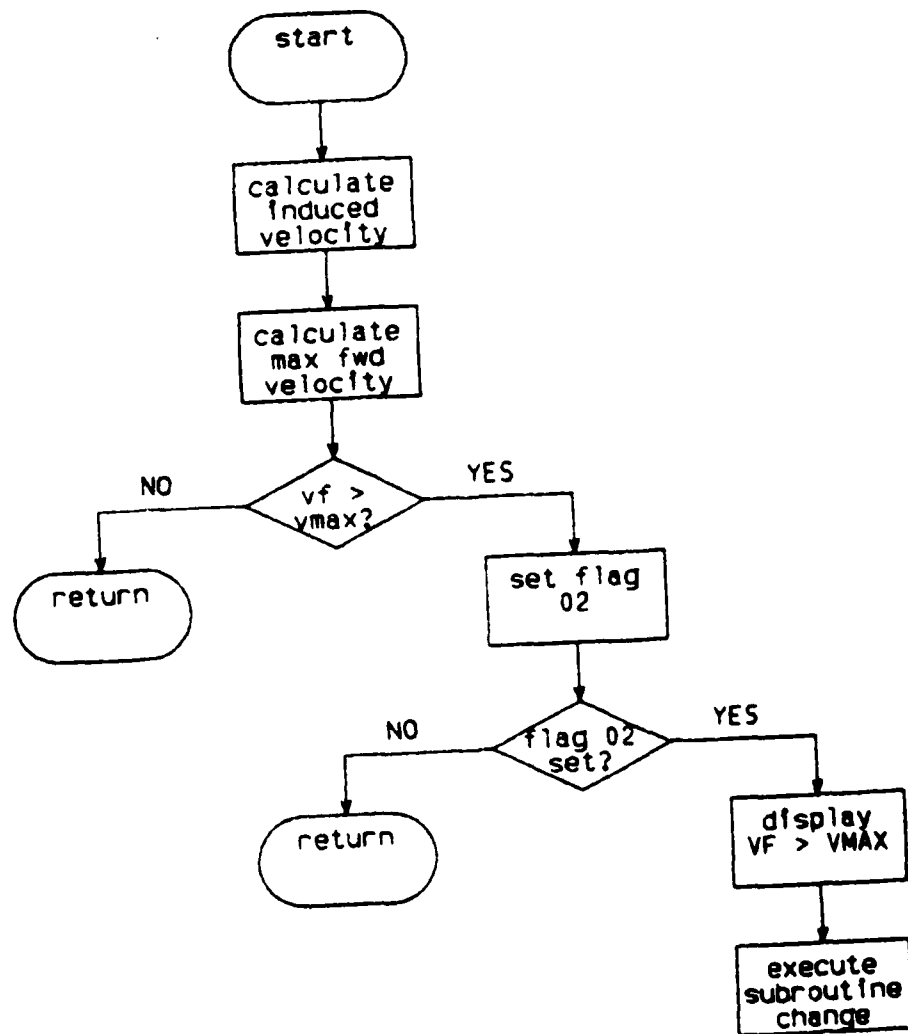 start
calculate
induced
velocity
calculate
max fwd
velocity
NO
YES
vf >
vmax?
return
set flag
02
NO
YES
flag 02
set?
return
display
VF > VMAX
execute
subroutine
change